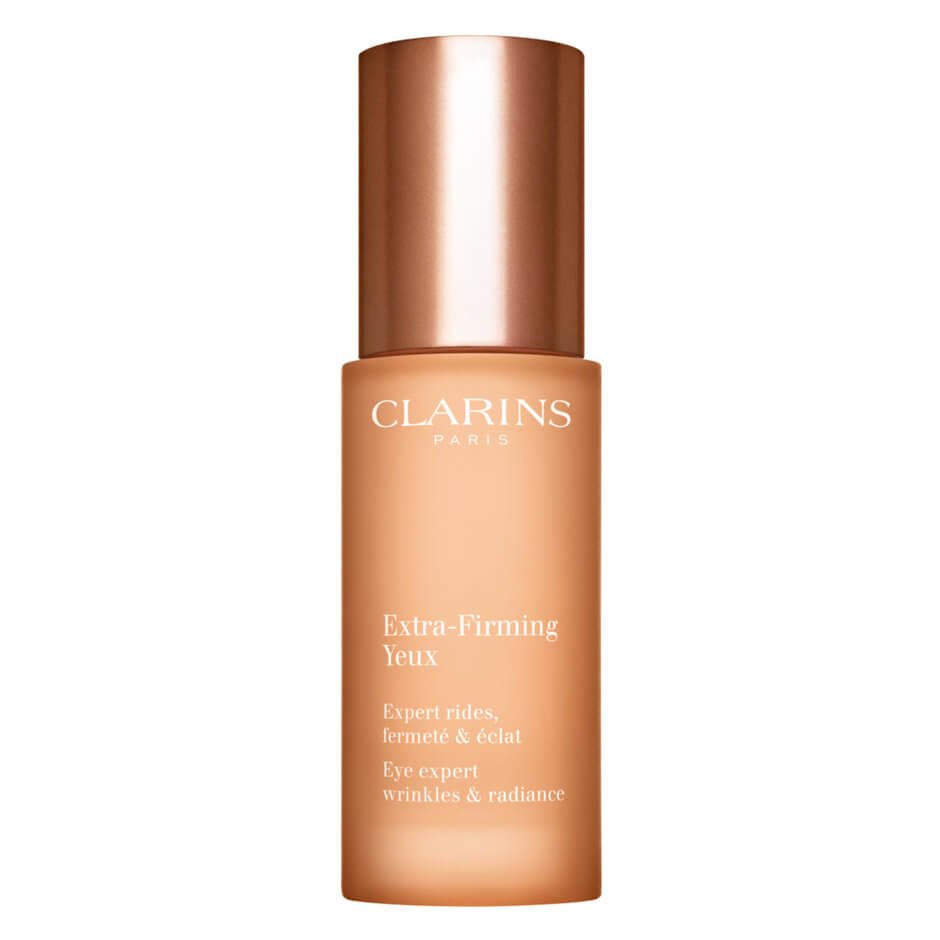 CLARINS
PARIS
Extra-Firming
Yeux
Expert rides,
fermeté & éclat
Eye expert
wrinkles & radiance